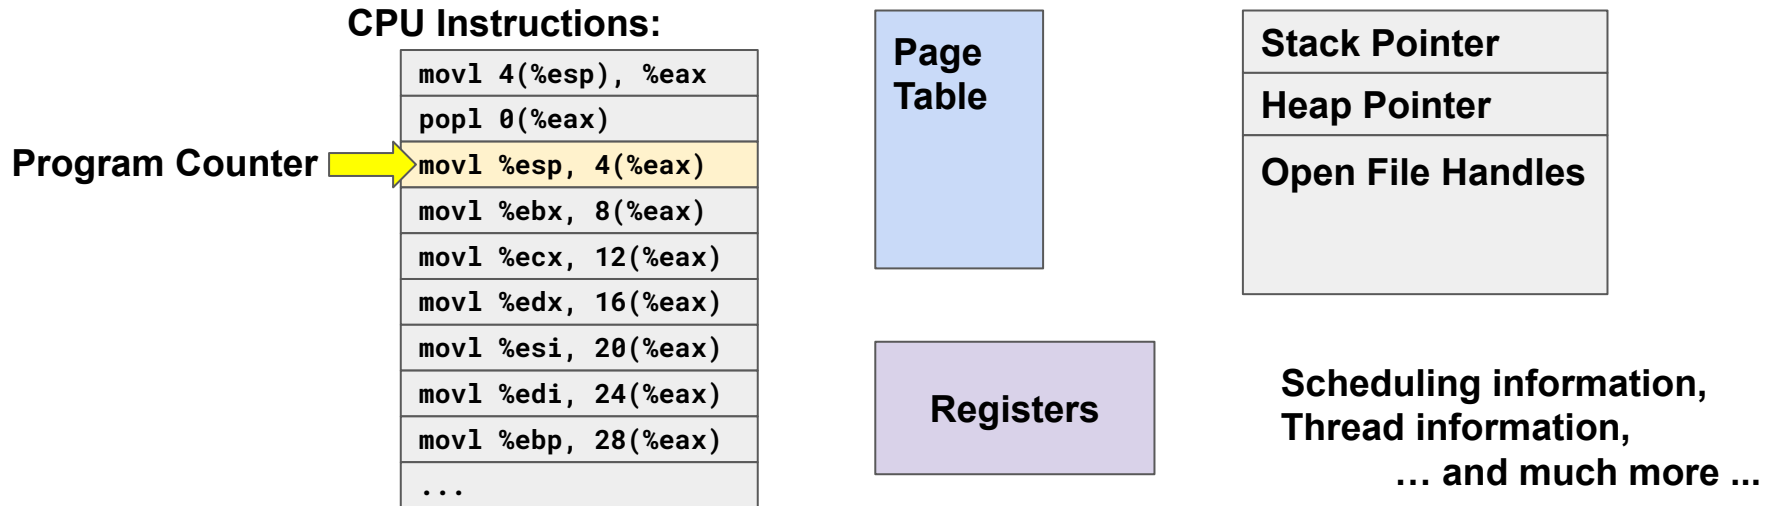 CPU Instructions:
movl 4(%esp), %eax
popl 0(%eax)
Program Counter
movl %esp, 4(%eax)
movl %ebx, 8(%eax)
movl %ecx, 12(%eax)
movl %edx, 16(%eax)
movl %esi, 20(%eax)
movl %edi, 24(%eax)
movl %ebp, 28(%eax)
...
Page
Table
Registers
Stack Pointer
Heap Pointer
Open File Handles
Scheduling information,
Thread information,
… and much more ...